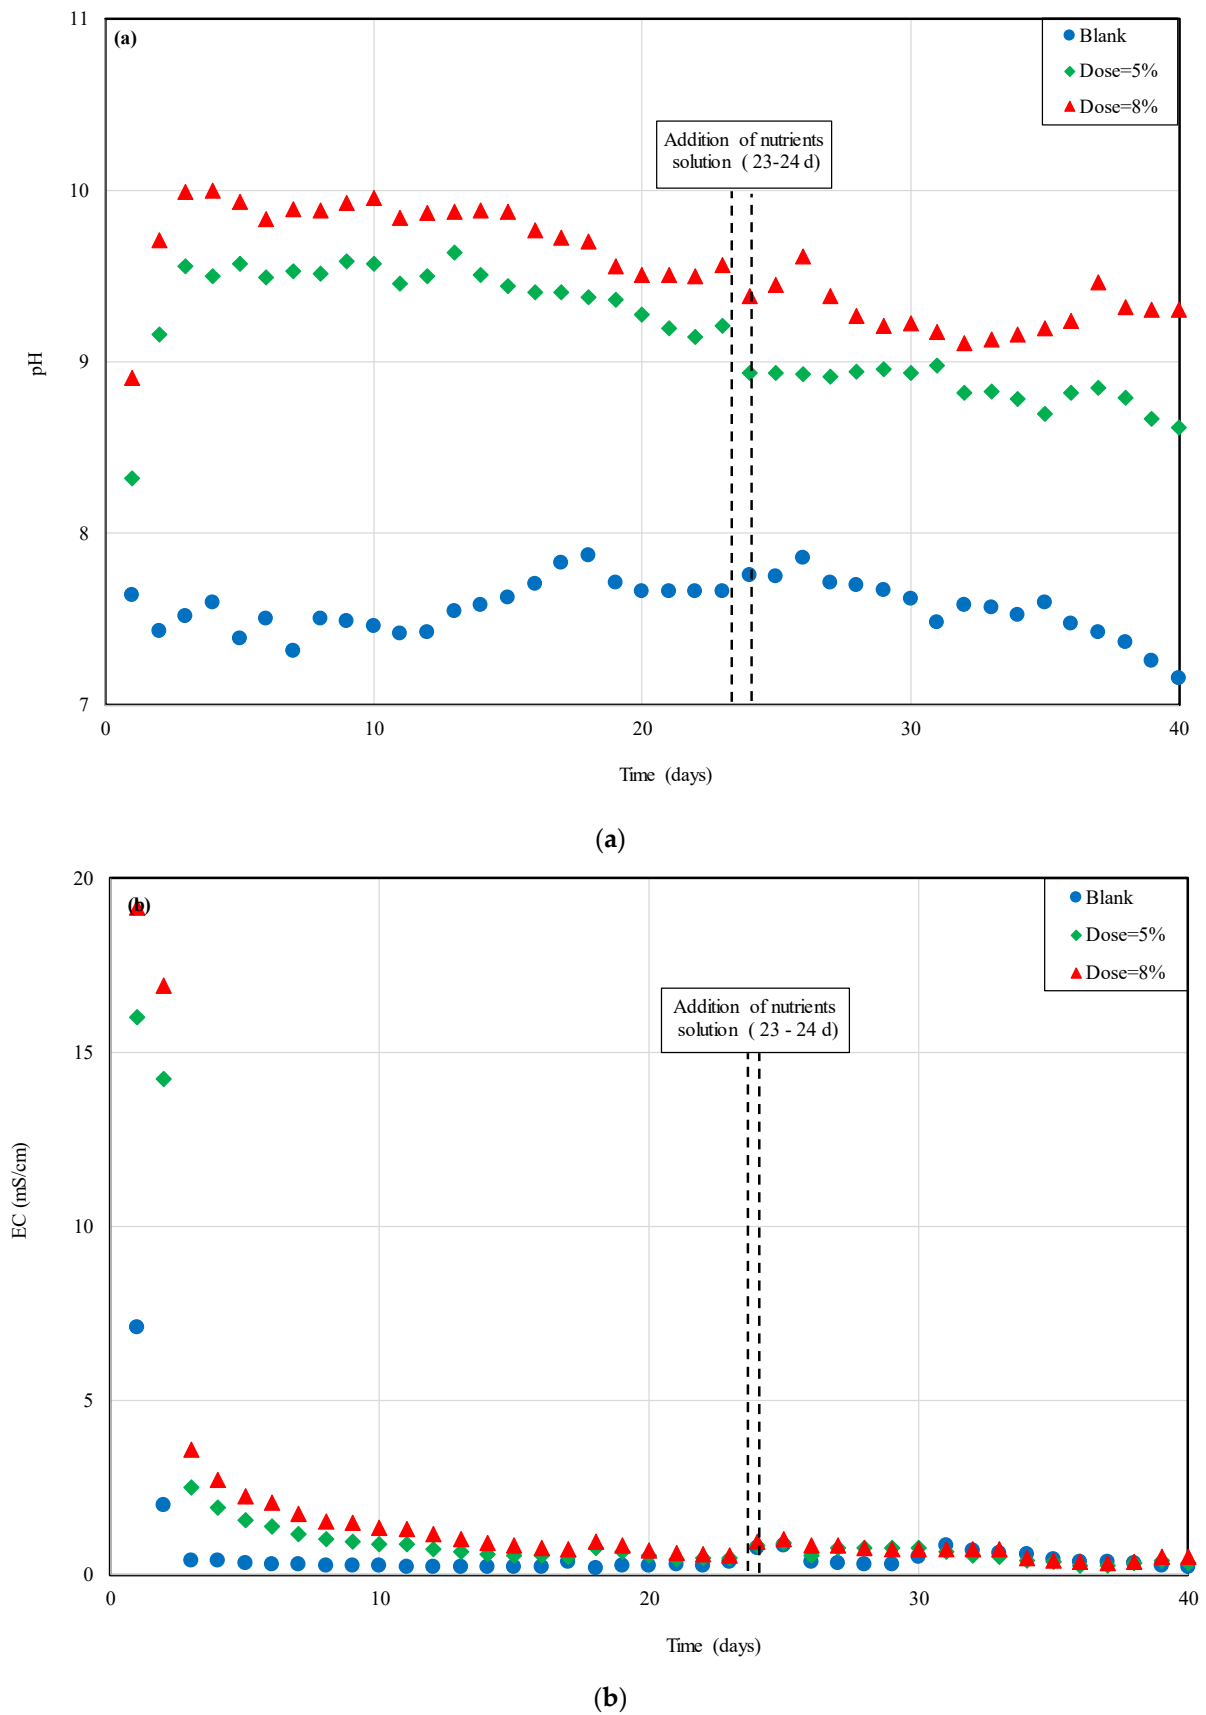 11
(a)
Blank
Dose=5%
Dose=8%
Addition of nutrients
solution ( 23-24 d)
10
9
pH
8
7
0
10
20
30
40
Time (days)
(a)
20
(b)
Blank
Dose=5%
Dose=8%
Addition of nutrients
solution ( 23 - 24 d)
15
10
EC (mS/cm)
5
0
0
10
20
30
40
Time (days)
(b)